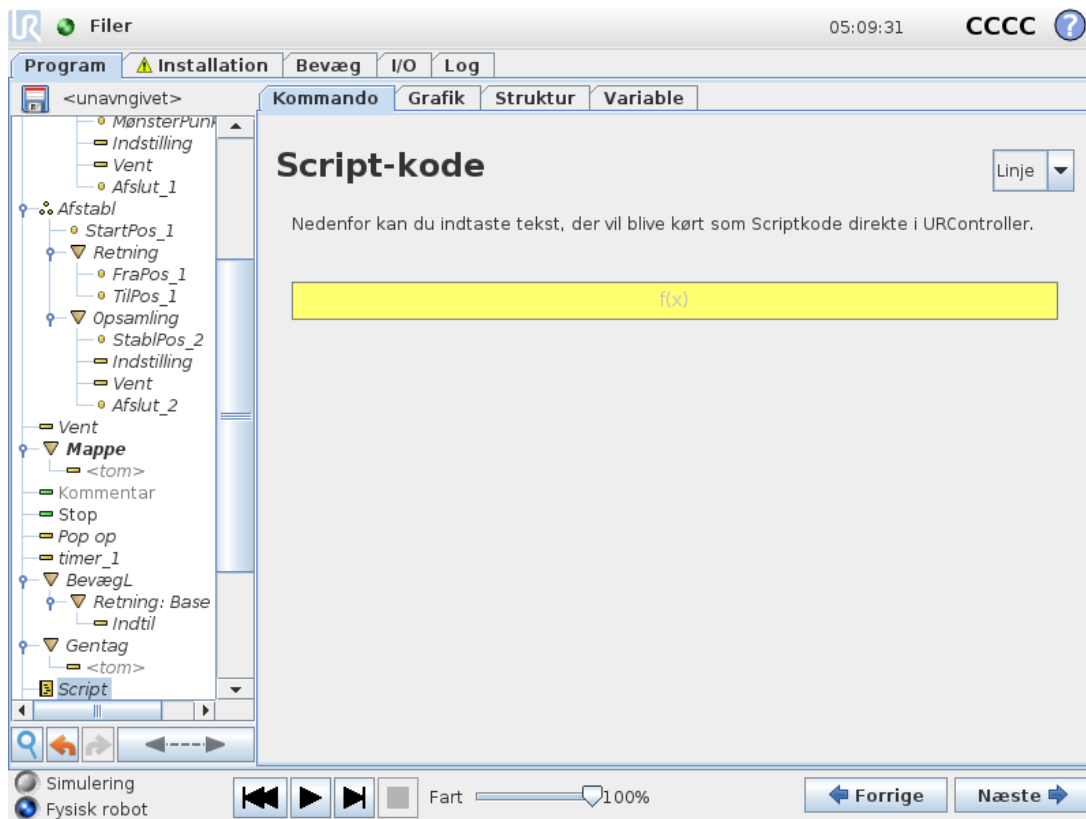 UR Filer 05:09:31 CCCC ?
Program Installation Bevæg I/O Log
<unavngivet>
Kommando Grafik Struktur Variable
MønsterPunk
Indstilling
Vent
Afslut_1
Afstabl
StartPos_1
Retning
FraPos_1
TilPos_1
Opsamling
StablPos_2
Indstilling
Vent
Afslut_2
Vent
Mappe
<tom>
Kommentar
Stop
Pop op
timer_1
BevægL
Retning: Base
Indtil
Gentag
<tom>
Script
Script-kode
Linje
Nedenfor kan du indtaste tekst, der vil blive kørt som Scriptkode direkte i URController.
f(x)
Simulering
Fysisk robot
Fart 100%
Forrige Næste